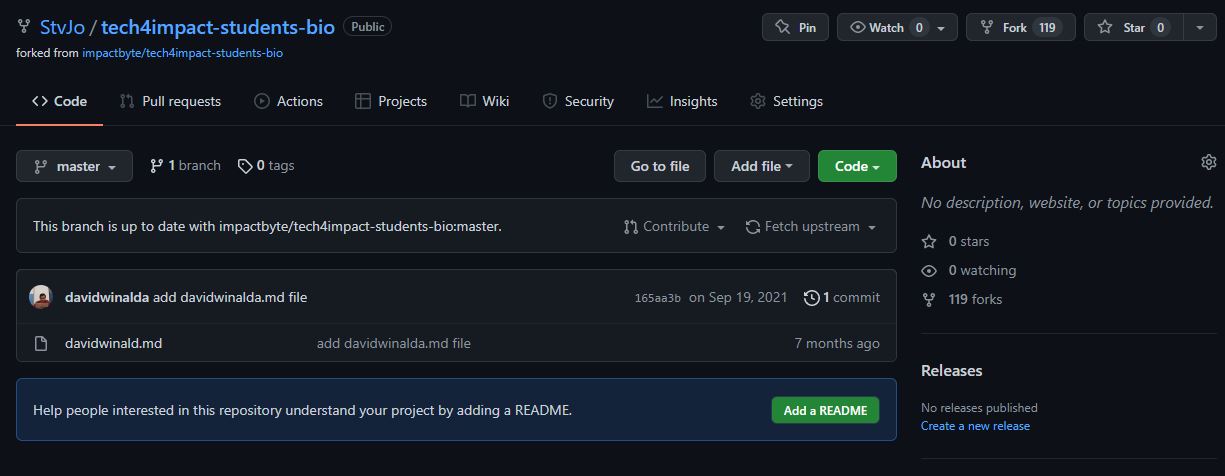 StvJo / tech4impact-students-bio Public
Pin Watch 0 Fork 119 Star 0
forked from impactbyte/tech4impact-students-bio
Code Pull requests Actions Projects Wiki Security Insights Settings
master 1 branch 0 tags Go to file Add file Code
About
No description, website, or topics provided.
This branch is up to date with impactbyte/tech4impact-students-bio:master. Contribute Fetch upstream
0 stars
0 watching
119 forks
davidwinalda add davidwinalda.md file 165aa3b on Sep 19, 2021 1 commit
davidwinald.md add davidwinalda.md file 7 months ago
Releases
No releases published
Create a new release
Help people interested in this repository understand your project by adding a README. Add a README